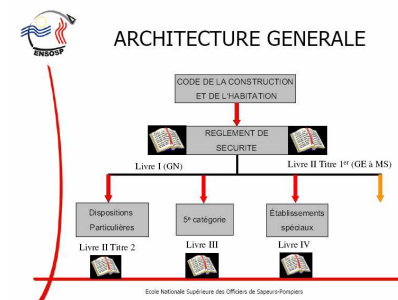 ENSOSP
ARCHITECTURE GENERALE
CODE DE LA CONSTRUCTION
ET DE L'HABITATION
REGLEMENT DE
SECURITE
Livre I (GN)
Livre II Titre 1er (GE à MS)
Dispositions
Particulières
5e catégorie
Établissements
spéciaux
Livre II Titre 2
Livre III
Livre IV
Ecole Nationale Supérieure des Officiers de Sapeurs-Pompiers